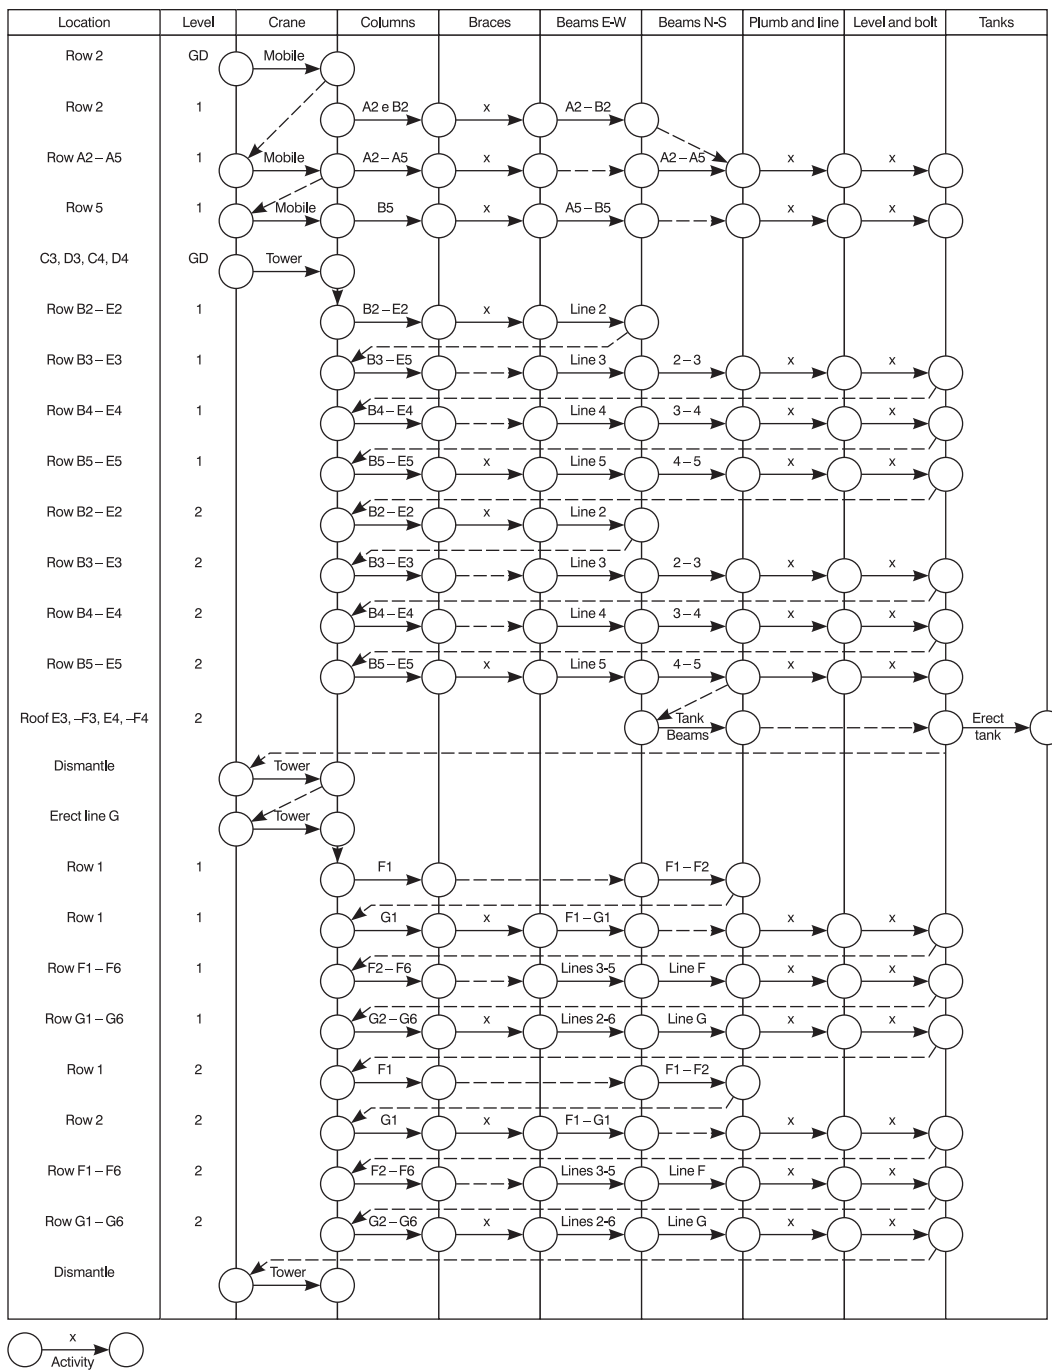 Location Level Crane Columns Braces Beams E-W Beams N-S Plumb and line Level and bolt Tanks
Row 2 GD Mobile
Row 2 1 A2 e B2 x A2 – B2
Row A2 – A5 1 Mobile A2 – A5 x A2 – A5 x x
Row 5 1 Mobile B5 x A5 – B5 x x
C3, D3, C4, D4 GD Tower
Row B2 – E2 1 B2 – E2 x Line 2
Row B3 – E3 1 B3 – E5 Line 3 2 – 3 x x
Row B4 – E4 1 B4 – E4 Line 4 3 – 4 x x
Row B5 – E5 1 B5 – E5 x Line 5 4 – 5 x x
Row B2 – E2 2 B2 – E2 x Line 2
Row B3 – E3 2 B3 – E3 Line 3 2 – 3 x x
Row B4 – E4 2 B4 – E4 Line 4 3 – 4 x x
Row B5 – E5 2 B5 – E5 x Line 5 4 – 5 x x
Roof E3, –F3, E4, –F4 2 Tank Erect
Beams tank
Dismantle Tower
Erect line G Tower
Row 1 1 F1 F1 – F2
Row 1 1 G1 x F1 – G1 x x
Row F1 – F6 1 F2 – F6 Lines 3-5 Line F x x
Row G1 – G6 1 G2 – G6 x Lines 2-6 Line G x x
Row 1 2 F1 F1 – F2
Row 2 2 G1 x F1 – G1 x x
Row F1 – F6 2 F2 – F6 Lines 3-5 Line F x x
Row G1 – G6 2 G2 – G6 x Lines 2-6 Line G x x
Dismantle Tower
x
Activity